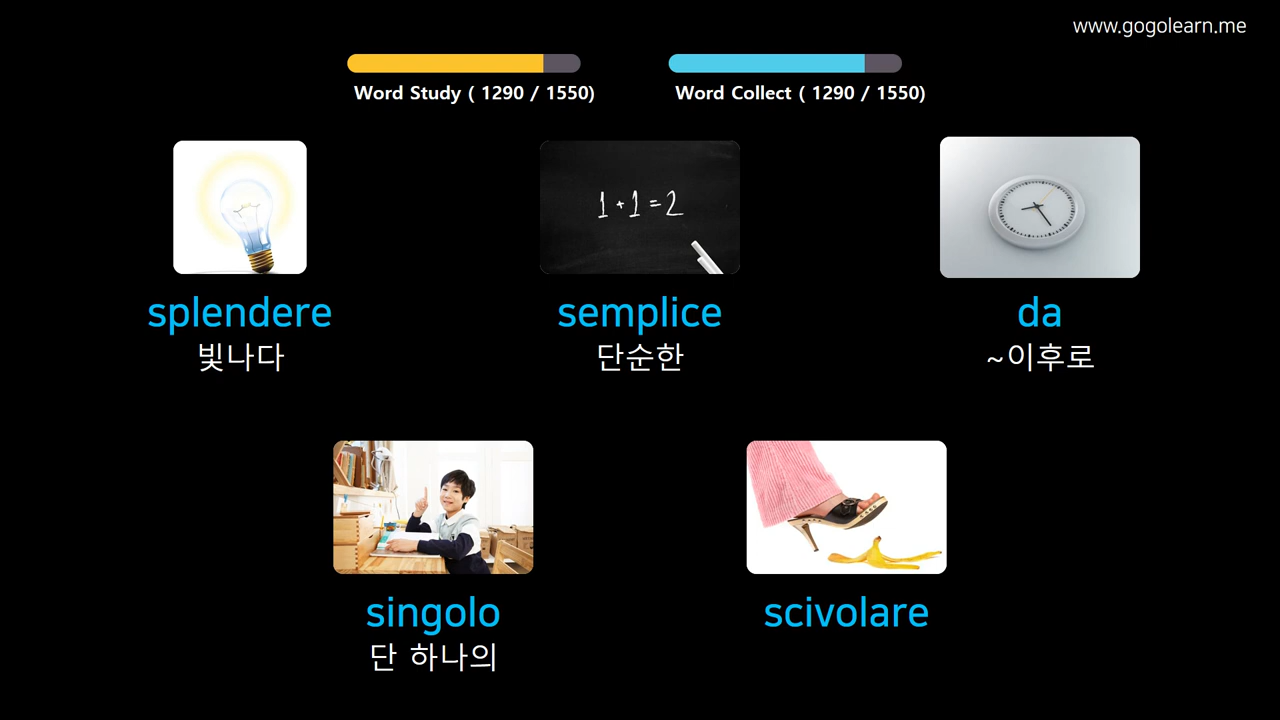 www.gogolearn.me
Word Study ( 1290 / 1550)
Word Collect ( 1290 / 1550)
1+1=2
splendere
빛나다
semplice
단순한
da
~이후로
singolo
단 하나의
scivolare